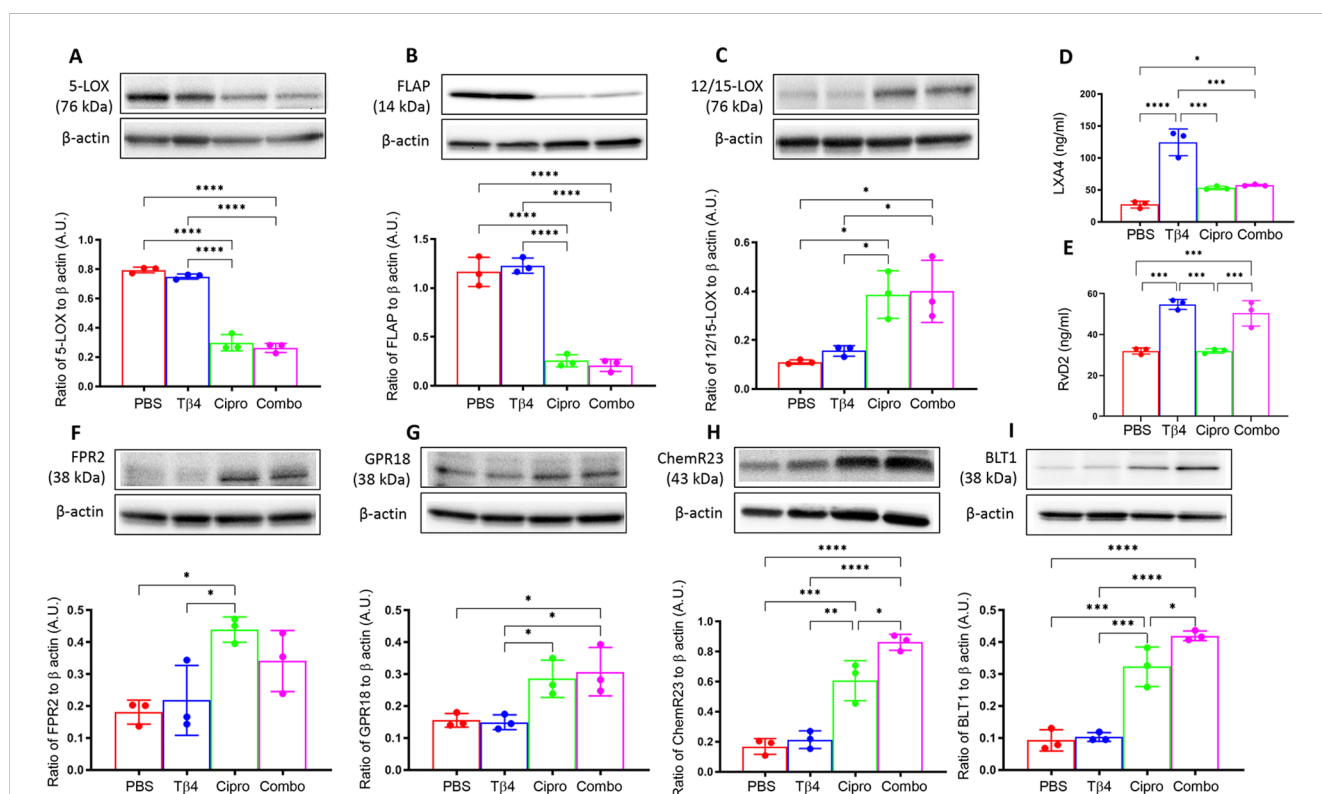 A
5-LOX
(76 kDa)
β-actin
****
****
****
****
Ratio of 5-LOX to β actin (A.U.)
1.0
0.8
0.6
0.4
0.2
0.0
PBS Tβ4 Cipro Combo
B
FLAP
(14 kDa)
β-actin
****
****
****
****
Ratio of FLAP to β actin (A.U.)
1.5
1.0
0.5
0.0
PBS Tβ4 Cipro Combo
C
12/15-LOX
(76 kDa)
β-actin
*
*
*
*
Ratio of 12/15-LOX to β actin (A.U.)
0.6
0.4
0.2
0.0
PBS Tβ4 Cipro Combo
D
*
***
**** ***
LXA4 (ng/ml)
200
150
100
50
0
PBS Tβ4 Cipro Combo
E
***
*** *** ***
RvD2 (ng/ml)
60
40
20
0
PBS Tβ4 Cipro Combo
F
FPR2
(38 kDa)
β-actin
*
*
Ratio of FPR2 to β actin (A.U.)
0.5
0.4
0.3
0.2
0.1
0.0
PBS Tβ4 Cipro Combo
G
GPR18
(38 kDa)
β-actin
*
*
*
Ratio of GPR18 to β actin (A.U.)
0.5
0.4
0.3
0.2
0.1
0.0
PBS Tβ4 Cipro Combo
H
ChemR23
(43 kDa)
β-actin
****
****
***
** *
Ratio of ChemR23 to β actin (A.U.)
1.0
0.8
0.6
0.4
0.2
0.0
PBS Tβ4 Cipro Combo
I
BLT1
(38 kDa)
β-actin
****
****
***
*** *
Ratio of BLT1 to β actin (A.U.)
0.5
0.4
0.3
0.2
0.1
0.0
PBS Tβ4 Cipro Combo